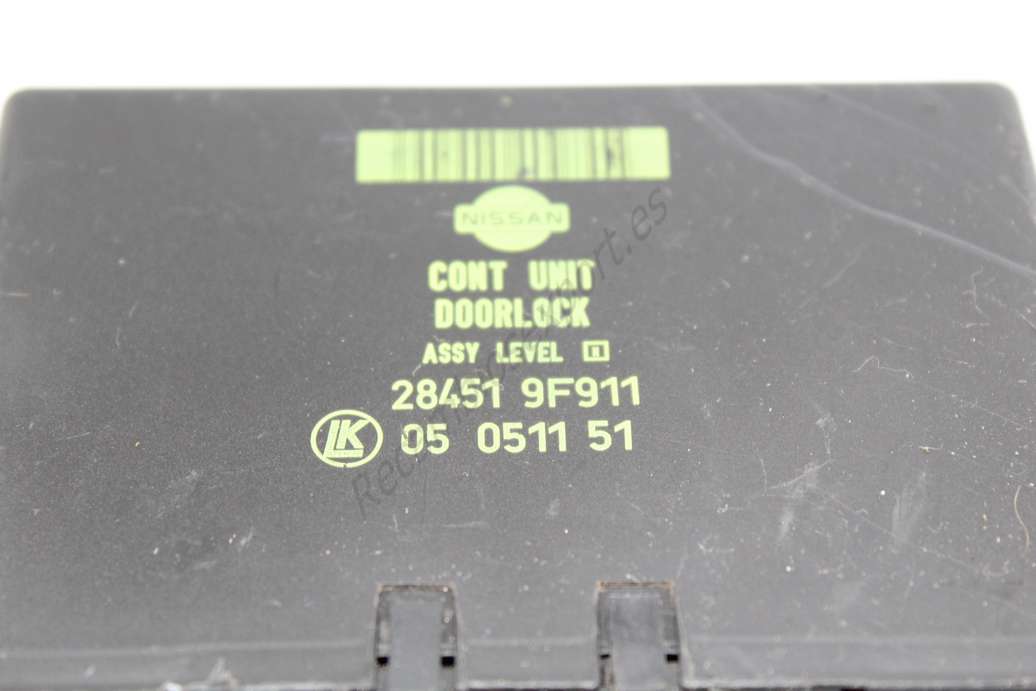 NISSAN
CONT UNIT
DOORLOCK
ASSY LEVEL
28451 9F911
LK 05 0511 51